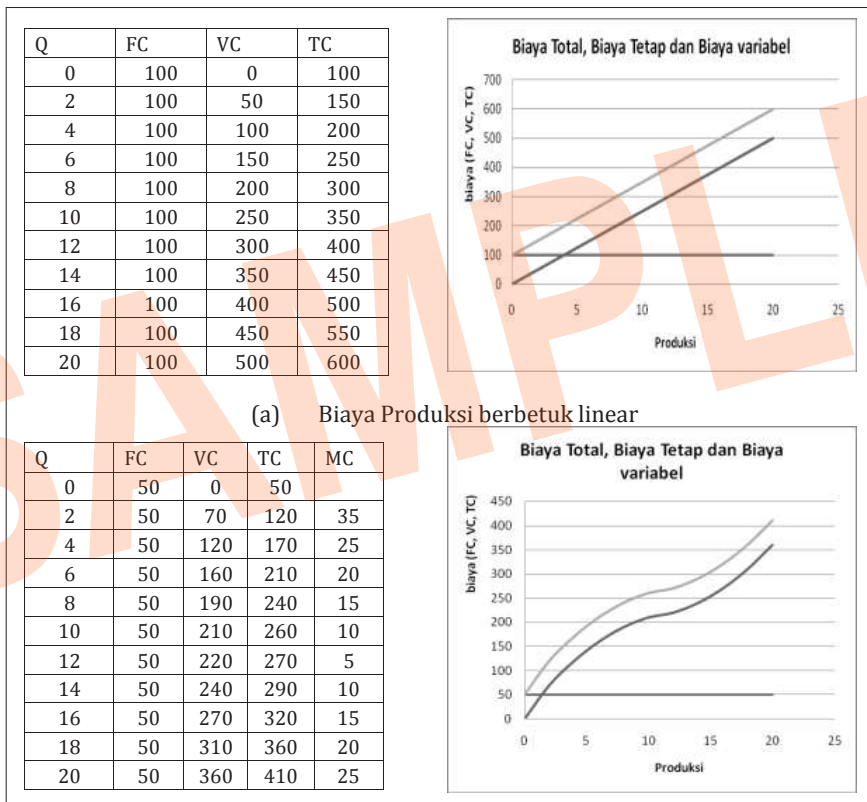 Q FC VC TC
0 100 0 100
2 100 50 150
4 100 100 200
6 100 150 250
8 100 200 300
10 100 250 350
12 100 300 400
14 100 350 450
16 100 400 500
18 100 450 550
20 100 500 600
Biaya Total, Biaya Tetap dan Biaya variabel
biaya (FC, VC, TC)
700
600
500
400
300
200
100
0
0 5 10 15 20 25
Produksi
(a) Biaya Produksi berbetuk linear
Q FC VC TC MC
0 50 0 50
2 50 70 120 35
4 50 120 170 25
6 50 160 210 20
8 50 190 240 15
10 50 210 260 10
12 50 220 270 5
14 50 240 290 10
16 50 270 320 15
18 50 310 360 20
20 50 360 410 25
Biaya Total, Biaya Tetap dan Biaya
variabel
biaya (FC, VC, TC)
450
400
350
300
250
200
150
100
50
0
0 5 10 15 20 25
Produksi
SAMPL